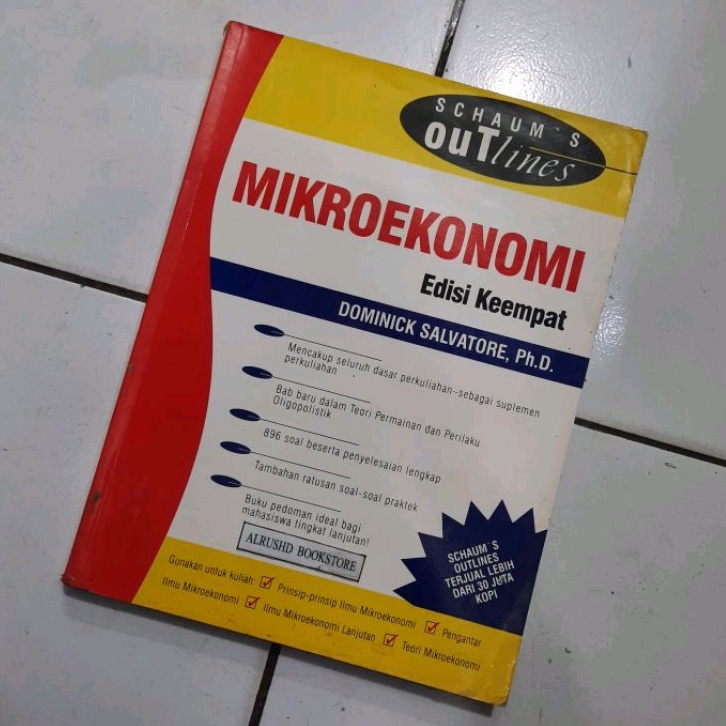 SCHAUM'S
ouTlines
MIKROEKONOMI
Edisi Keempat
DOMINICK SALVATORE, Ph.D.
Mencakup seluruh dasar perkuliahan–sebagai suplemen
perkuliahan
Bab baru dalam Teori Permainan dan Perilaku
Oligopolistik
896 soal beserta penyelesaian lengkap
Tambahan ratusan soal-soal praktek
Buku pedoman ideal bagi
mahasiswa tingkat lanjutan!
ALRUSHD BOOKSTORE
SCHAUM'S
OUTLINES
TERJUAL LEBIH
DARI 30 JUTA
KOPI
Gunakan untuk kuliah: ☑ Prinsip-prinsip Ilmu Mikroekonomi ☑ Pengantar
Ilmu Mikroekonomi ☑ Ilmu Mikroekonomi Lanjutan ☑ Teori Mikroekonomi